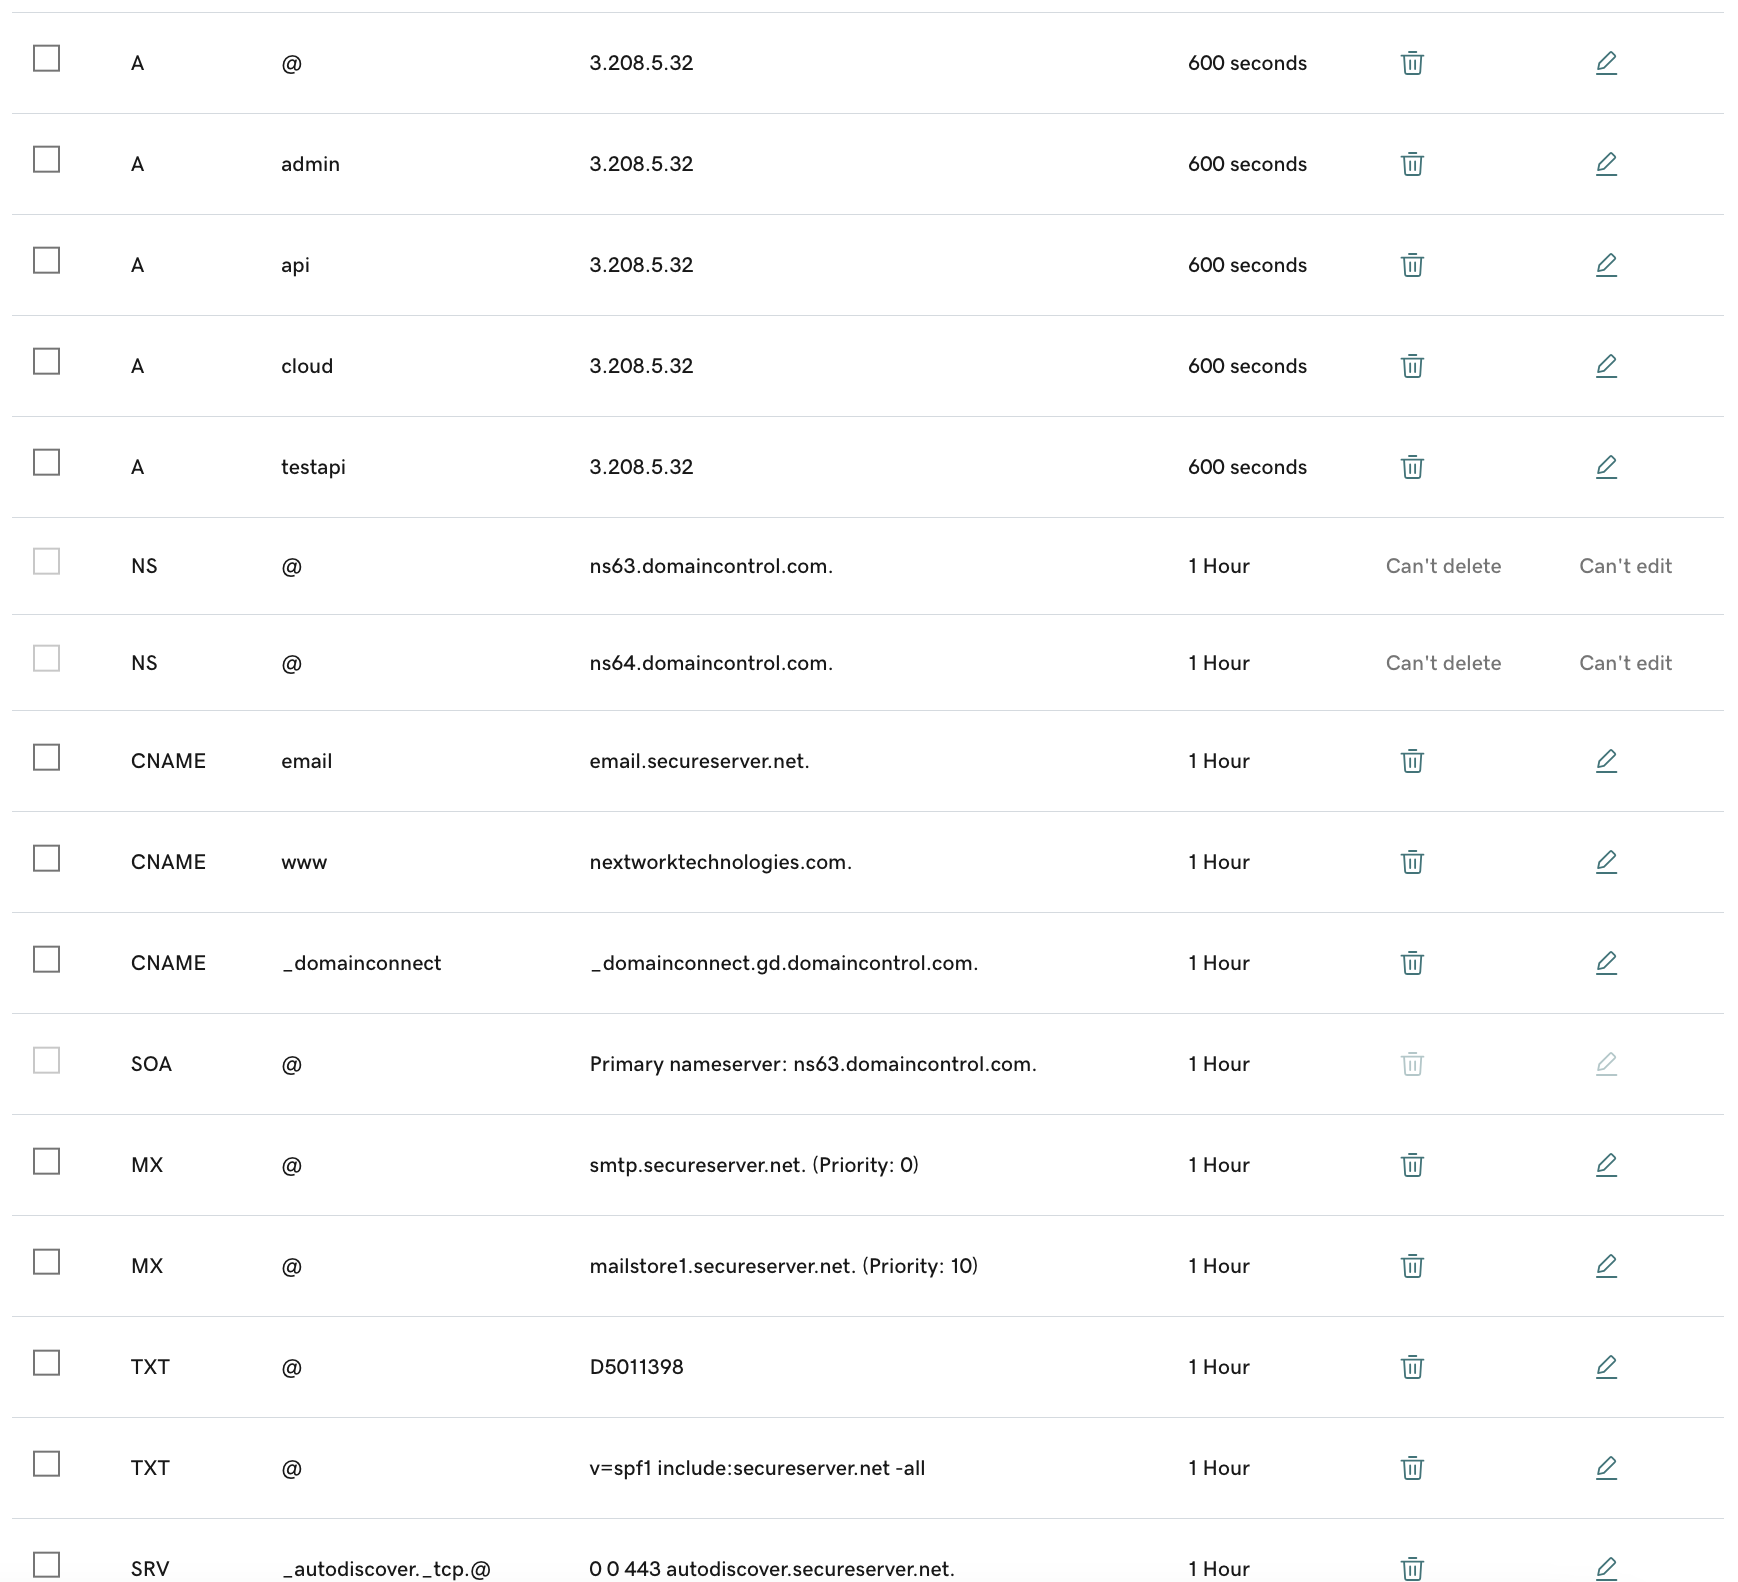 A @ 3.208.5.32 600 seconds
A admin 3.208.5.32 600 seconds
A api 3.208.5.32 600 seconds
A cloud 3.208.5.32 600 seconds
A testapi 3.208.5.32 600 seconds
NS @ ns63.domaincontrol.com. 1 Hour Can't delete Can't edit
NS @ ns64.domaincontrol.com. 1 Hour Can't delete Can't edit
CNAME email email.secureserver.net. 1 Hour
CNAME www nextworktechnologies.com. 1 Hour
CNAME _domainconnect _domainconnect.gd.domaincontrol.com. 1 Hour
SOA @ Primary nameserver: ns63.domaincontrol.com. 1 Hour
MX @ smtp.secureserver.net. (Priority: 0) 1 Hour
MX @ mailstore1.secureserver.net. (Priority: 10) 1 Hour
TXT @ D5011398 1 Hour
TXT @ v=spf1 include:secureserver.net -all 1 Hour
SRV _autodiscover._tcp.@ 0 0 443 autodiscover.secureserver.net. 1 Hour